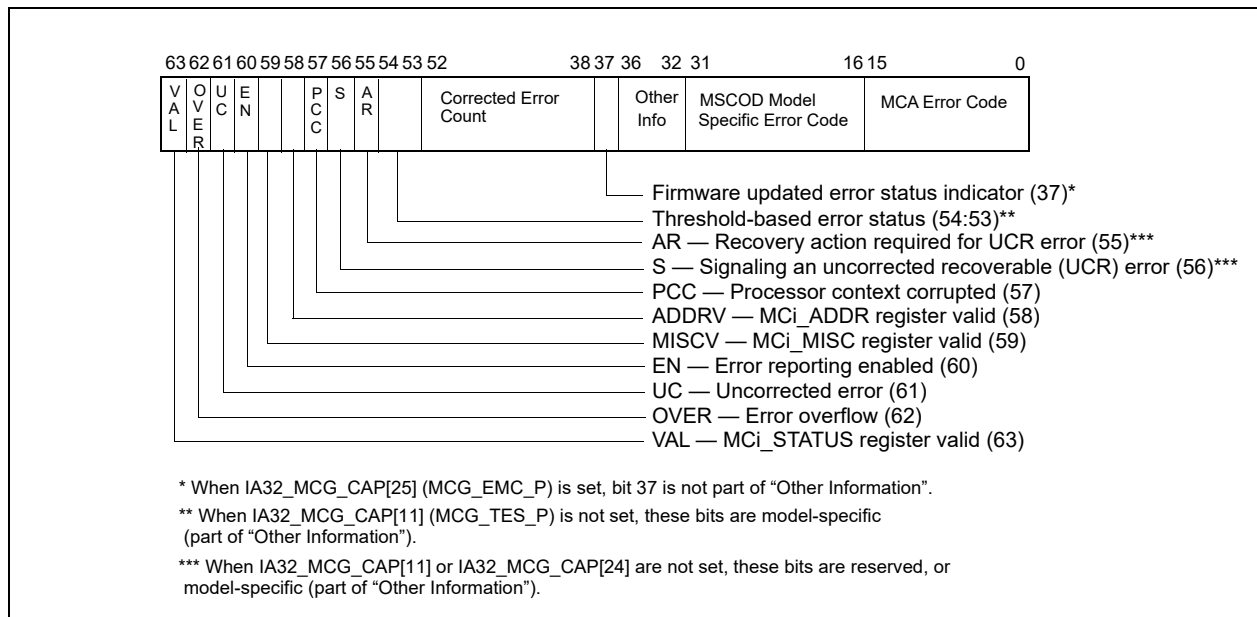 63 62 61 60 59 58 57 56 55 54 53 52 38 37 36 32 31 16 15 0
VAL
OVER
UC
EN
PCC
S
AR
Corrected Error
Count
Other
Info
MSCOD Model
Specific Error Code
MCA Error Code
Firmware updated error status indicator (37)*
Threshold-based error status (54:53)**
AR — Recovery action required for UCR error (55)***
S — Signaling an uncorrected recoverable (UCR) error (56)***
PCC — Processor context corrupted (57)
ADDRV — MCi_ADDR register valid (58)
MISCV — MCi_MISC register valid (59)
EN — Error reporting enabled (60)
UC — Uncorrected error (61)
OVER — Error overflow (62)
VAL — MCi_STATUS register valid (63)
* When IA32_MCG_CAP[25] (MCG_EMC_P) is set, bit 37 is not part of “Other Information”.
** When IA32_MCG_CAP[11] (MCG_TES_P) is not set, these bits are model-specific
(part of “Other Information”).
*** When IA32_MCG_CAP[11] or IA32_MCG_CAP[24] are not set, these bits are reserved, or
model-specific (part of “Other Information”).